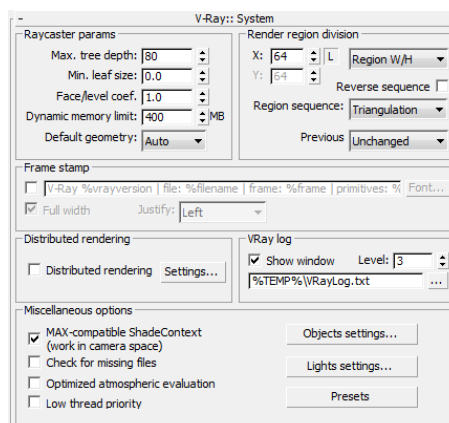 - V-Ray:: System
Raycaster params
Max. tree depth: 80
Min. leaf size: 0.0
Face/level coef. 1.0
Dynamic memory limit: 400 MB
Default geometry: Auto
Render region division
X: 64 L Region W/H
Y: 64
Reverse sequence
Region sequence: Triangulation
Previous Unchanged
Frame stamp
V-Ray %vrayversion | file: %filename | frame: %frame | primitives: % Font...
Full width Justify: Left
Distributed rendering
Distributed rendering Settings...
VRay log
Show window Level: 3
%TEMP%\VRayLog.txt ...
Miscellaneous options
MAX-compatible ShadeContext
(work in camera space)
Check for missing files
Optimized atmospheric evaluation
Low thread priority
Objects settings...
Lights settings...
Presets